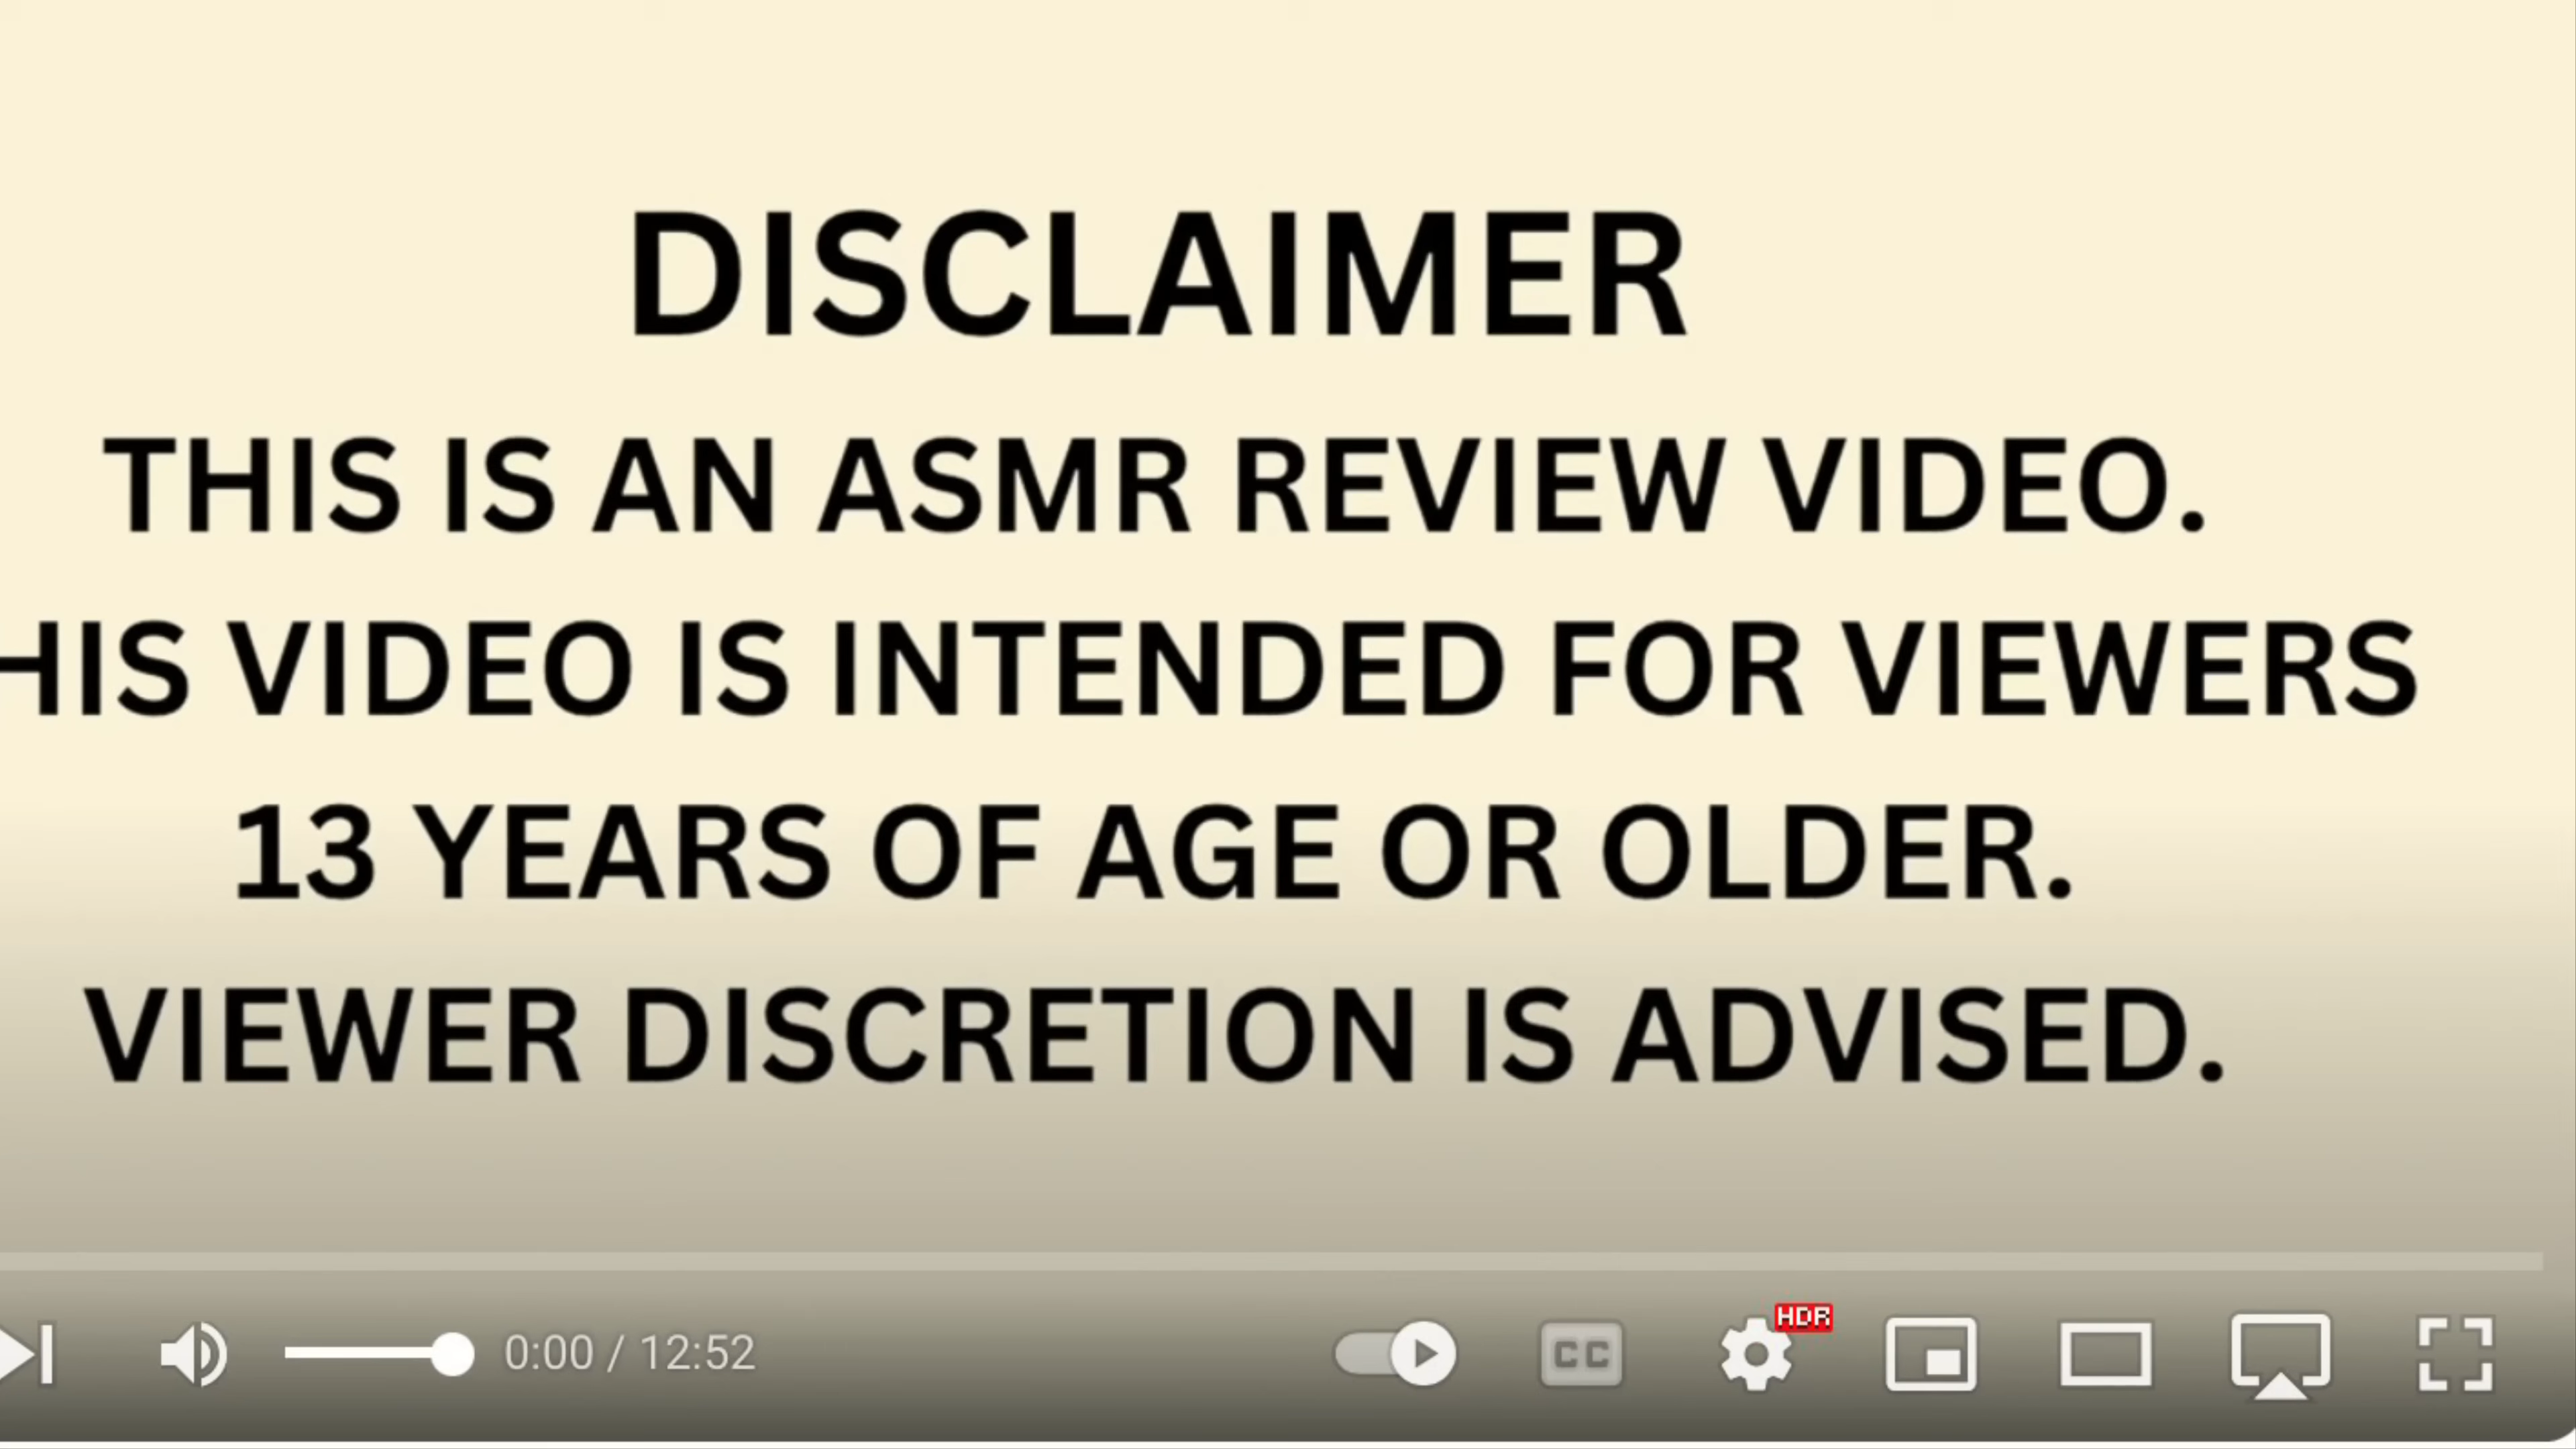 DISCLAIMER
THIS IS AN ASMR REVIEW VIDEO.
HIS VIDEO IS INTENDED FOR VIEWERS
13 YEARS OF AGE OR OLDER.
VIEWER DISCRETION IS ADVISED.
0:00 / 12:52
CC
HDR